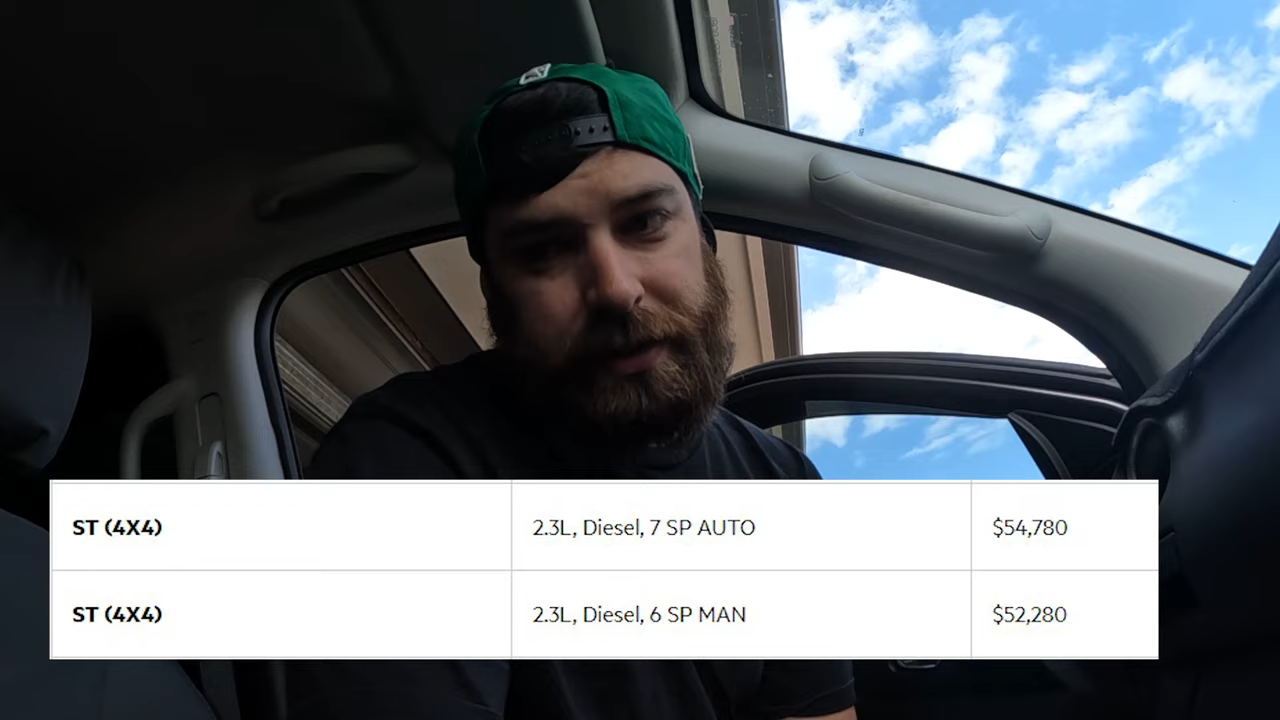 ST (4X4) 2.3L, Diesel, 7 SP AUTO $54,780
ST (4X4) 2.3L, Diesel, 6 SP MAN $52,280